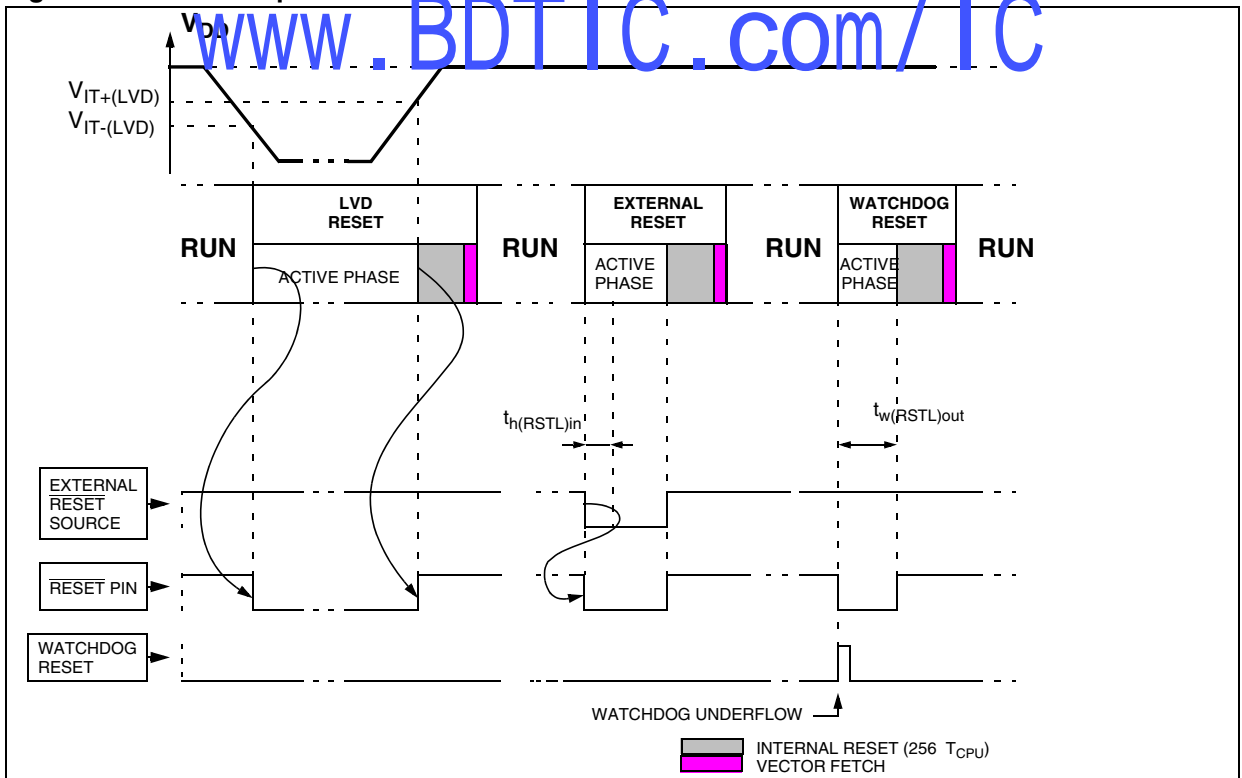 www.BDTIC.com/IC
VDD
VIT+(LVD)
VIT-(LVD)
LVD
RESET
EXTERNAL
RESET
WATCHDOG
RESET
RUN
RUN
RUN
RUN
ACTIVE PHASE
ACTIVE
PHASE
ACTIVE
PHASE
th(RSTL)in
tw(RSTL)out
EXTERNAL
RESET
SOURCE
RESET PIN
WATCHDOG
RESET
WATCHDOG UNDERFLOW
INTERNAL RESET (256 TCPU)
VECTOR FETCH